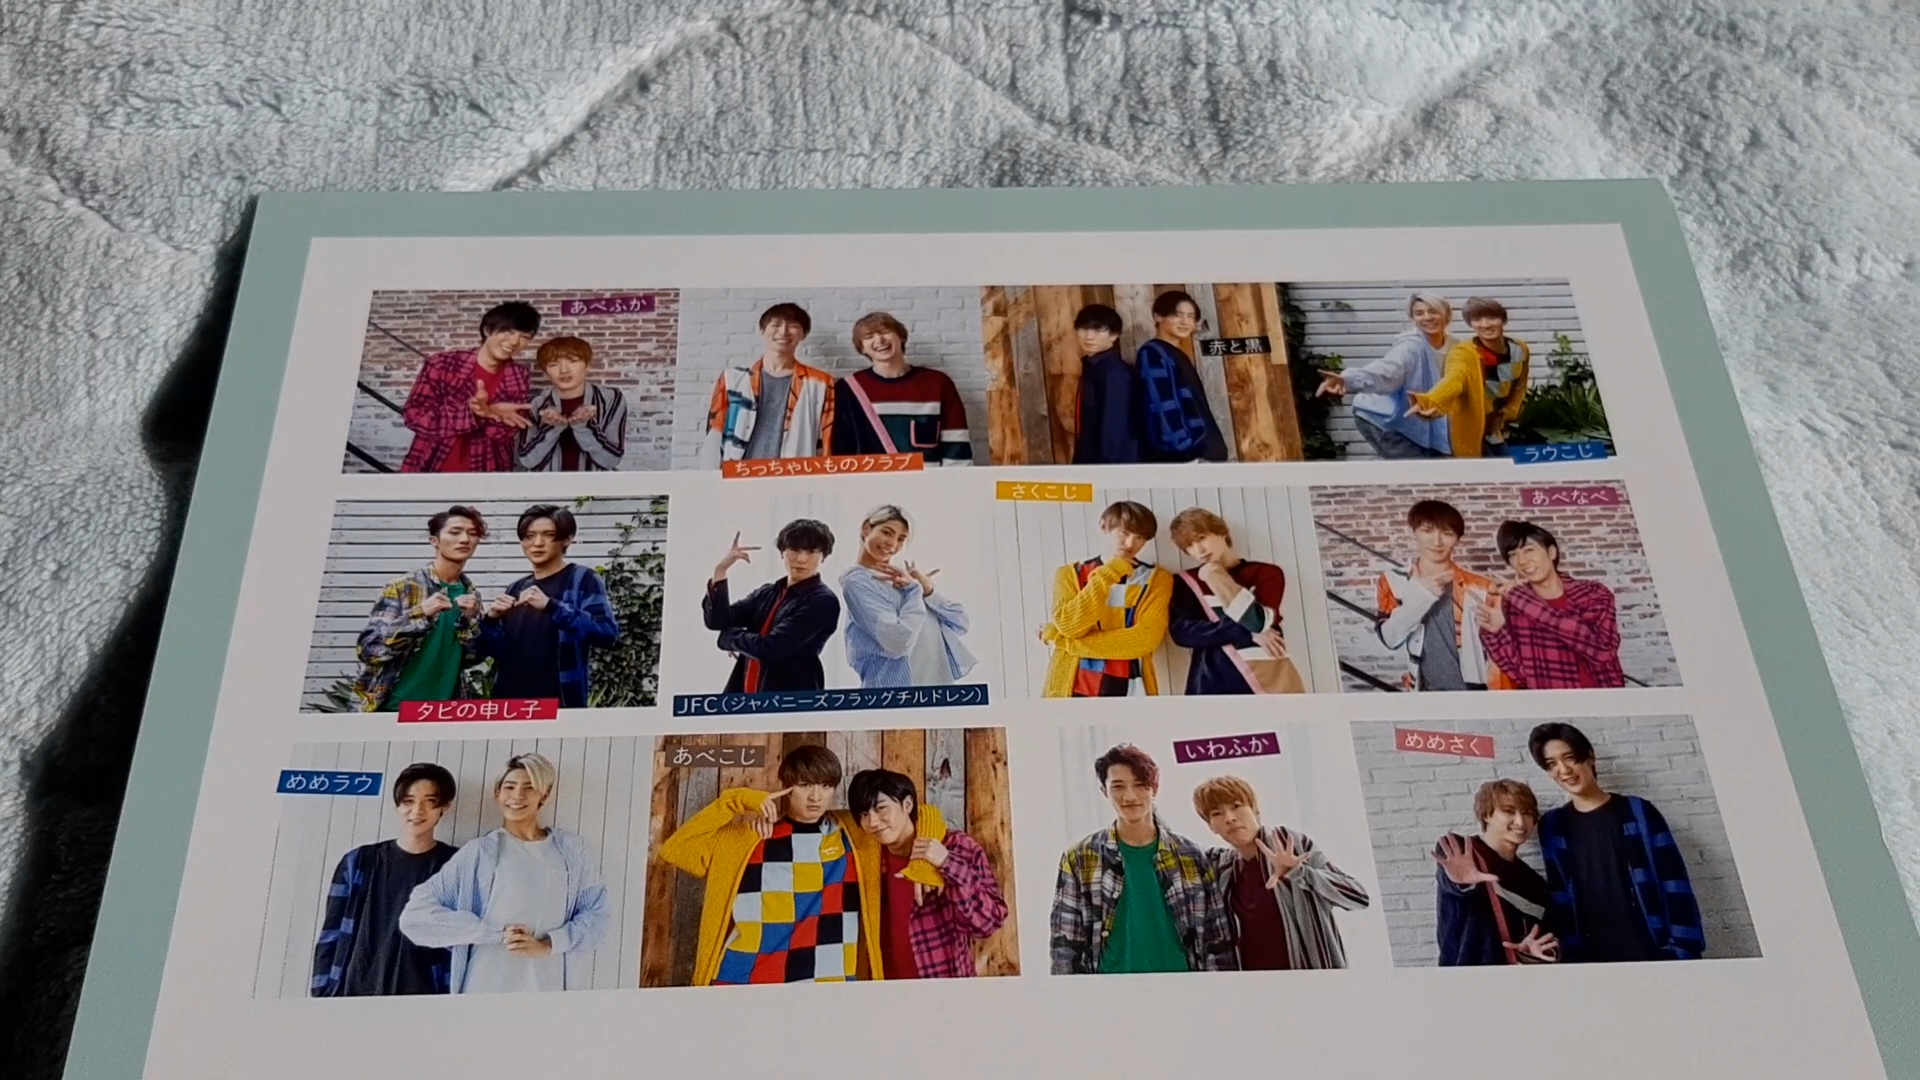 あべふか
ちっちゃいものクラブ
赤と黒
ラウこじ
タピの申し子
JFC(ジャパニーズフラッグチルドレン)
さくこじ
あべなべ
めめラウ
あべこじ
いわふか
めめさく